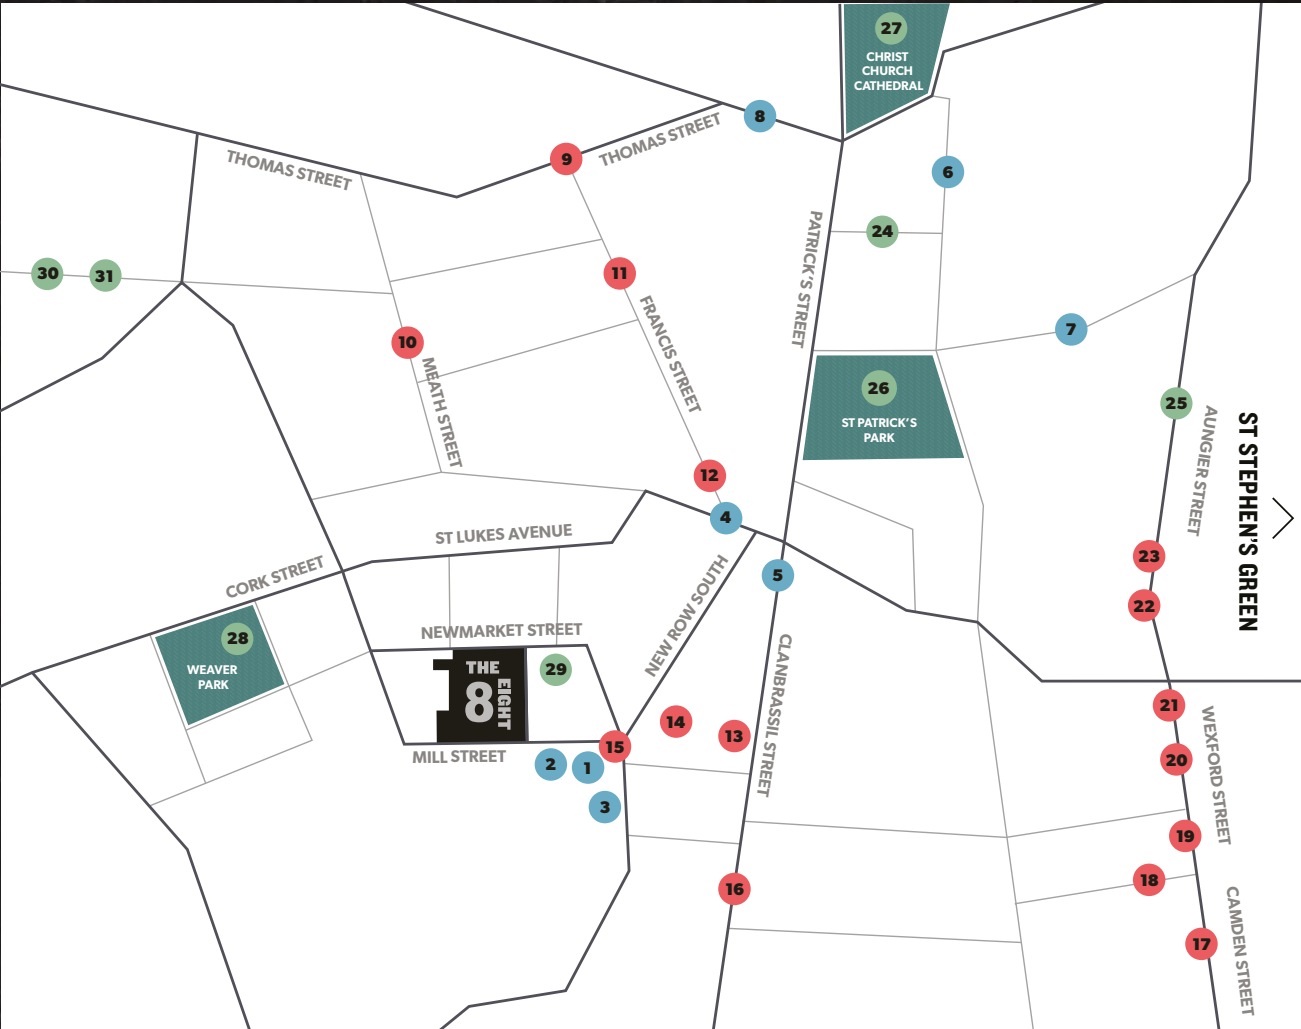 27
CHRIST
CHURCH
CATHEDRAL
8
THOMAS STREET
9
THOMAS STREET
6
PATRICK'S STREET
24
30
31
11
FRANCIS STREET
10
MEATH STREET
7
26
ST PATRICK'S
PARK
25
AUNGIER STREET
ST STEPHEN'S GREEN
12
4
ST LUKES AVENUE
CORK STREET
NEW ROW SOUTH
5
23
22
28
WEAVER
PARK
NEWMARKET STREET
THE
8
EIGHT
29
CLANBRASSIL STREET
14
13
15
MILL STREET
2
1
3
21
WEXFORD STREET
20
19
18
16
CAMDEN STREET
17